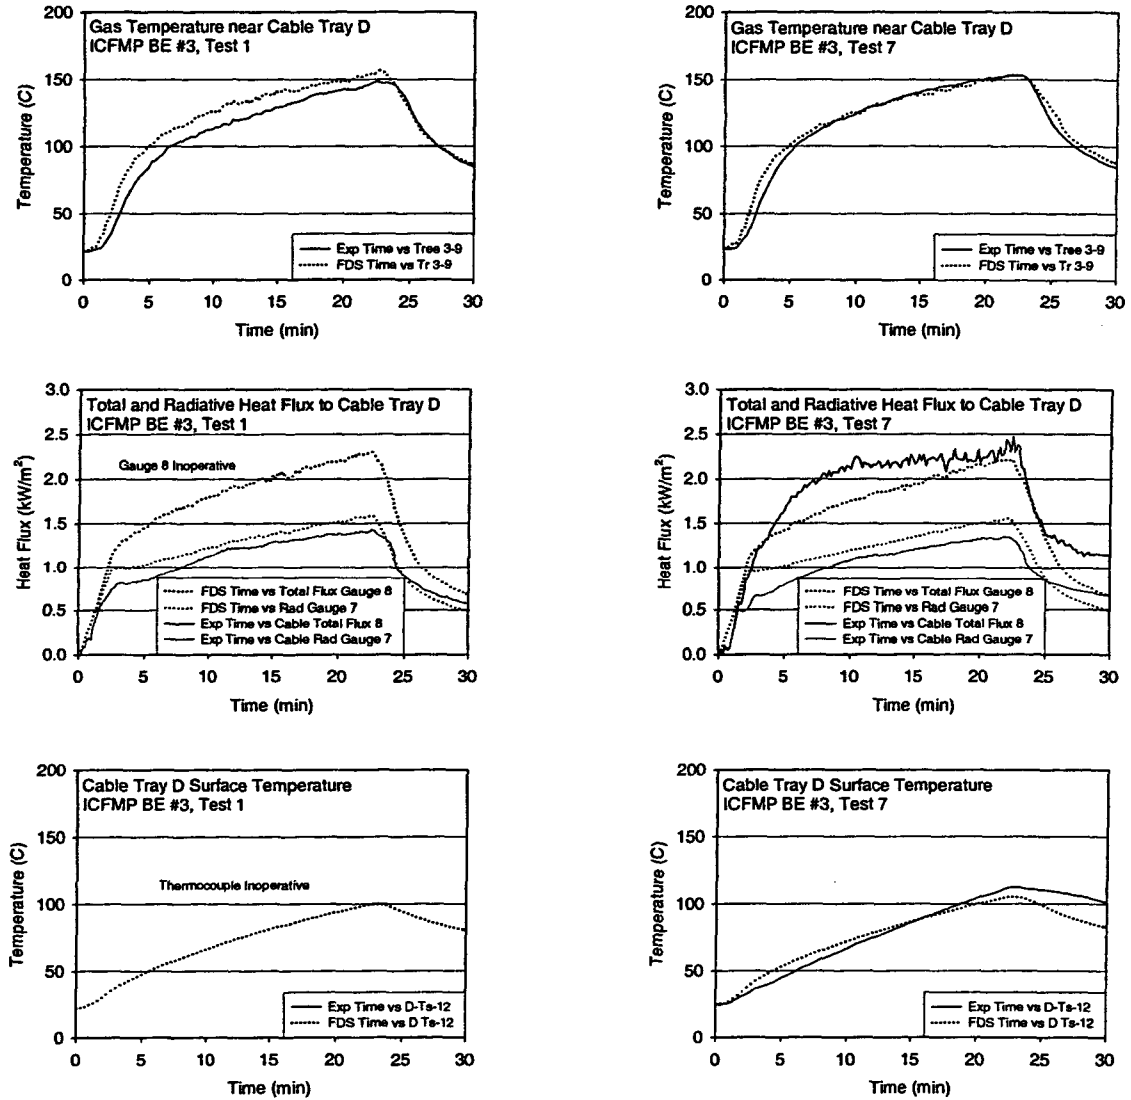 Gas Temperature near Cable Tray D
ICFMP BE #3, Test 1
200
150
100
50
0
Temperature (C)
Exp Time vs Tree 3-9
FDS Time vs Tr 3-9
0 5 10 15 20 25 30
Time (min)
Gas Temperature near Cable Tray D
ICFMP BE #3, Test 7
200
150
100
50
0
Temperature (C)
Exp Time vs Tree 3-9
FDS Time vs Tr 3-9
0 5 10 15 20 25 30
Time (min)
Total and Radiative Heat Flux to Cable Tray D
ICFMP BE #3, Test 1
Gauge 8 Inoperative
3.0
2.5
2.0
1.5
1.0
0.5
0.0
Heat Flux (kW/m²)
FDS Time vs Total Flux Gauge 8
FDS Time vs Rad Gauge 7
Exp Time vs Cable Total Flux 8
Exp Time vs Cable Rad Gauge 7
0 5 10 15 20 25 30
Time (min)
Total and Radiative Heat Flux to Cable Tray D
ICFMP BE #3, Test 7
3.0
2.5
2.0
1.5
1.0
0.5
0.0
Heat Flux (kW/m²)
FDS Time vs Total Flux Gauge 8
FDS Time vs Rad Gauge 7
Exp Time vs Cable Total Flux 8
Exp Time vs Cable Rad Gauge 7
0 5 10 15 20 25 30
Time (min)
Cable Tray D Surface Temperature
ICFMP BE #3, Test 1
Thermocouple Inoperative
200
150
100
50
0
Temperature (C)
Exp Time vs D-Ts-12
FDS Time vs D Ts-12
0 5 10 15 20 25 30
Time (min)
Cable Tray D Surface Temperature
ICFMP BE #3, Test 7
200
150
100
50
0
Temperature (C)
Exp Time vs D-Ts-12
FDS Time vs D Ts-12
0 5 10 15 20 25 30
Time (min)